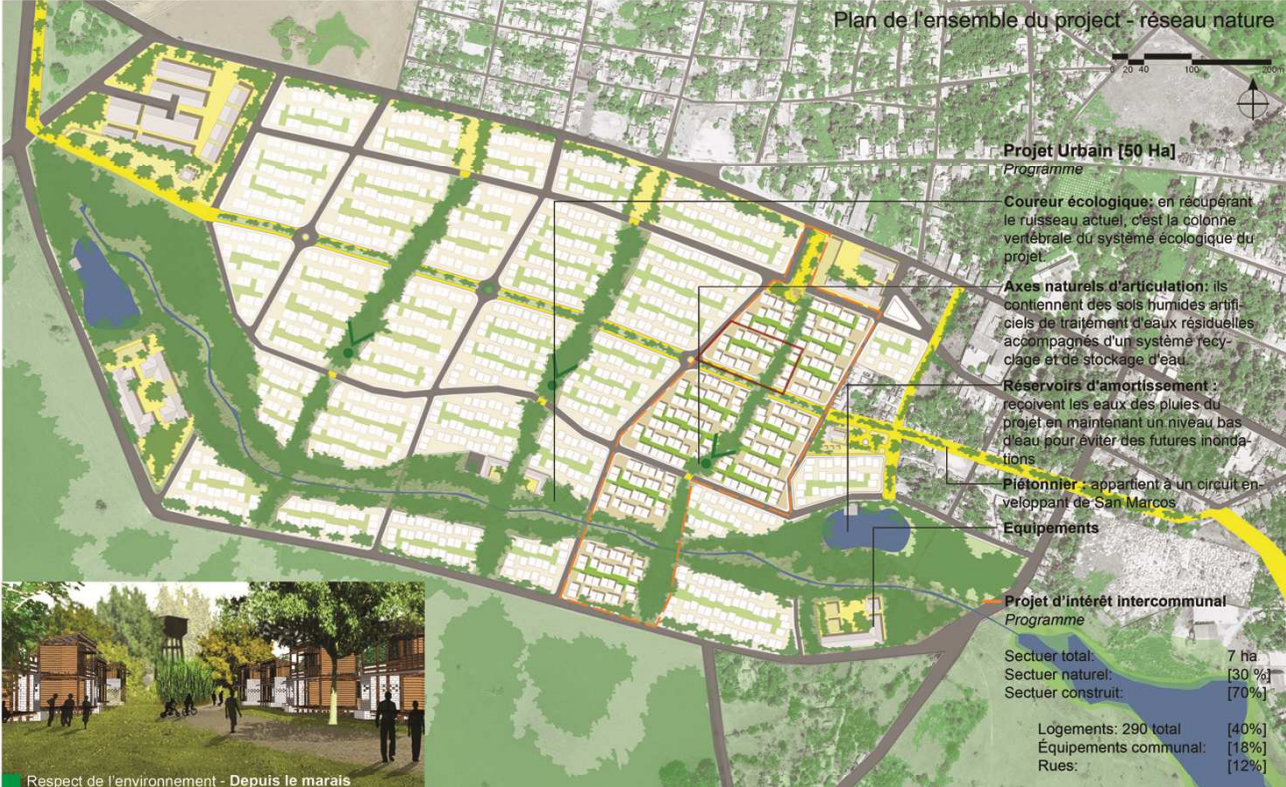 Plan de l'ensemble du project - réseau nature
0 20 40 100 200m
Projet Urbain [50 Ha]
Programme
Coureur écologique: en récupérant
le ruisseau actuel, c'est la colonne
vertébrale du système écologique du
projet.
Axes naturels d'articulation: ils
contiennent des sols humides artifi-
ciels de traitement d'eaux résiduelles
accompagnés d'un système recy-
clage et de stockage d'eau.
Réservoirs d'amortissement :
reçoivent les eaux des pluies du
projet en maintenant un niveau bas
d'eau pour éviter des futures inonda-
tions
Piétonnier : appartient à un circuit en-
veloppant de San Marcos
Equipements
Projet d'intérêt intercommunal
Programme
Sectuer total: 7 ha
Sectuer naturel: [30 %]
Sectuer construit: [70%]
Logements: 290 total [40%]
Équipements communal: [18%]
Rues: [12%]
Respect de l'environnement - Depuis le marais